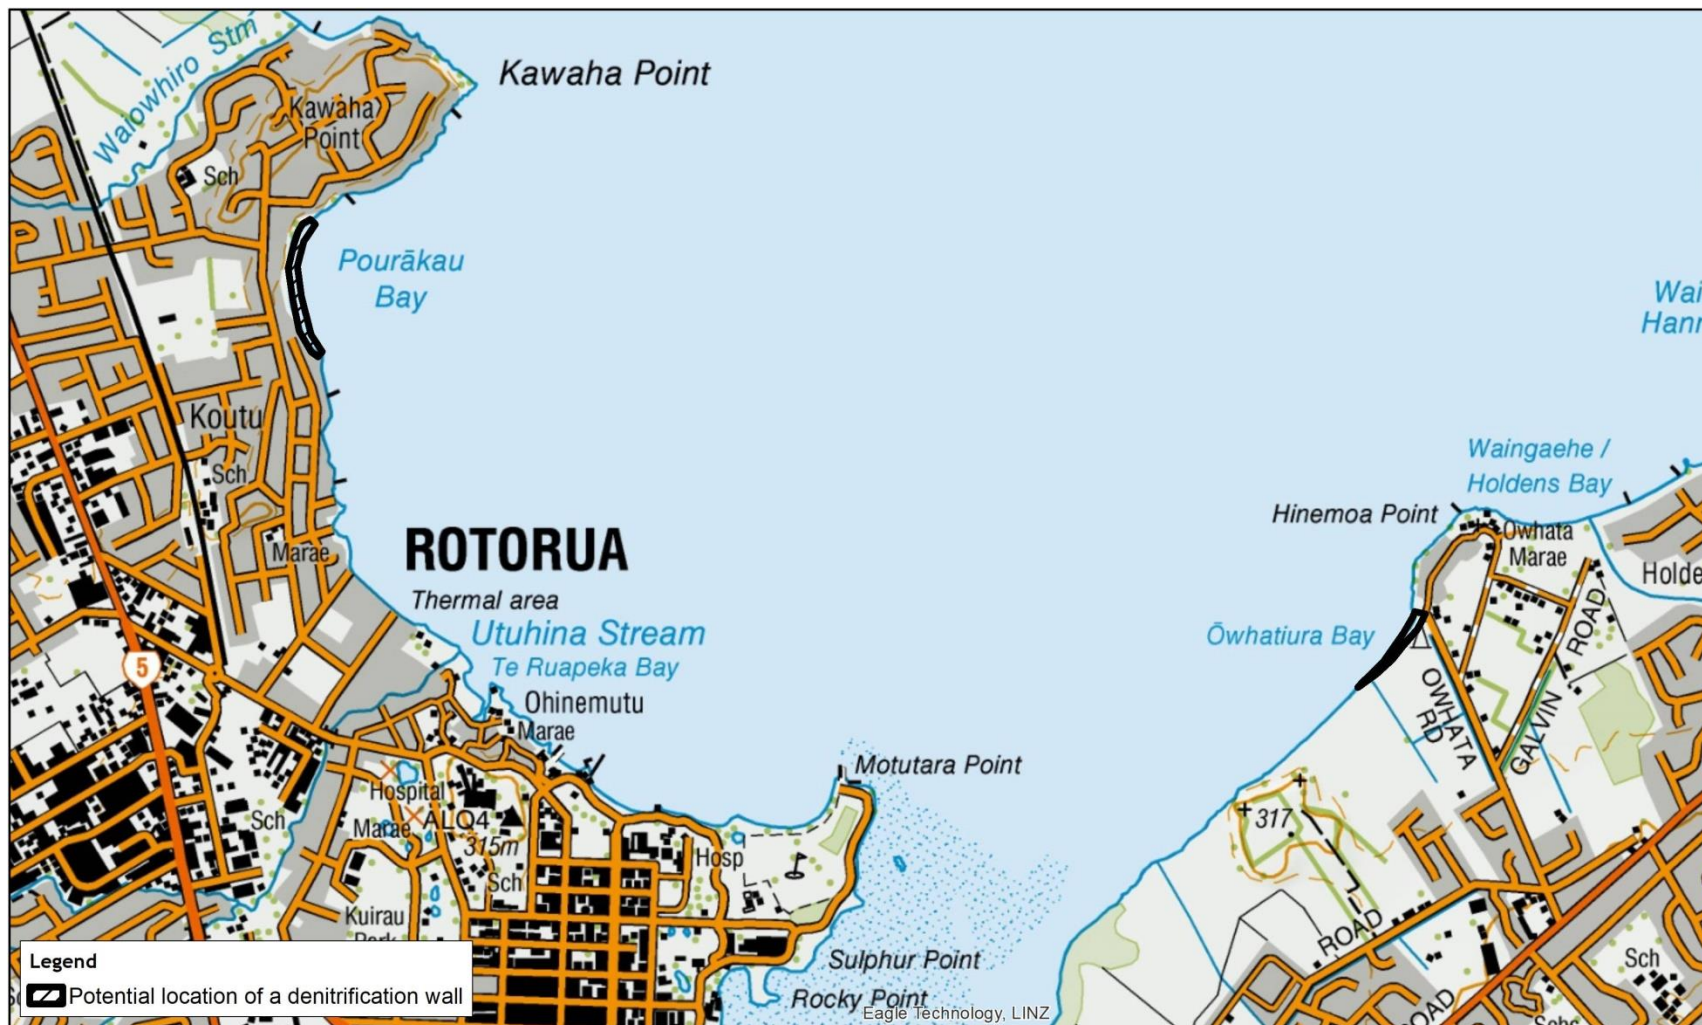 Waiowhiro Stm
Kawaha Point
Kawaha
Point
Sch
Pourākau
Bay
Wai
Hann
Koutu
Sch
Waingaehe /
Holdens Bay
Hinemoa Point
Owhata
Marae
Holde
ROTORUA
Marae
Thermal area
Utuhina Stream
Te Ruapeka Bay
Ōwhatiura Bay
5
Ohinemutu
Marae
OWHATA
RD
GALVIN ROAD
Motutara Point
Hospital
Sch
Marae
ALQ4
315m
317
Hosp
Sch
Kuirau
ROAD
Sulphur Point
Sch
Rocky Point
ROAD
Eagle Technology, LINZ
Legend
Potential location of a denitrification wall